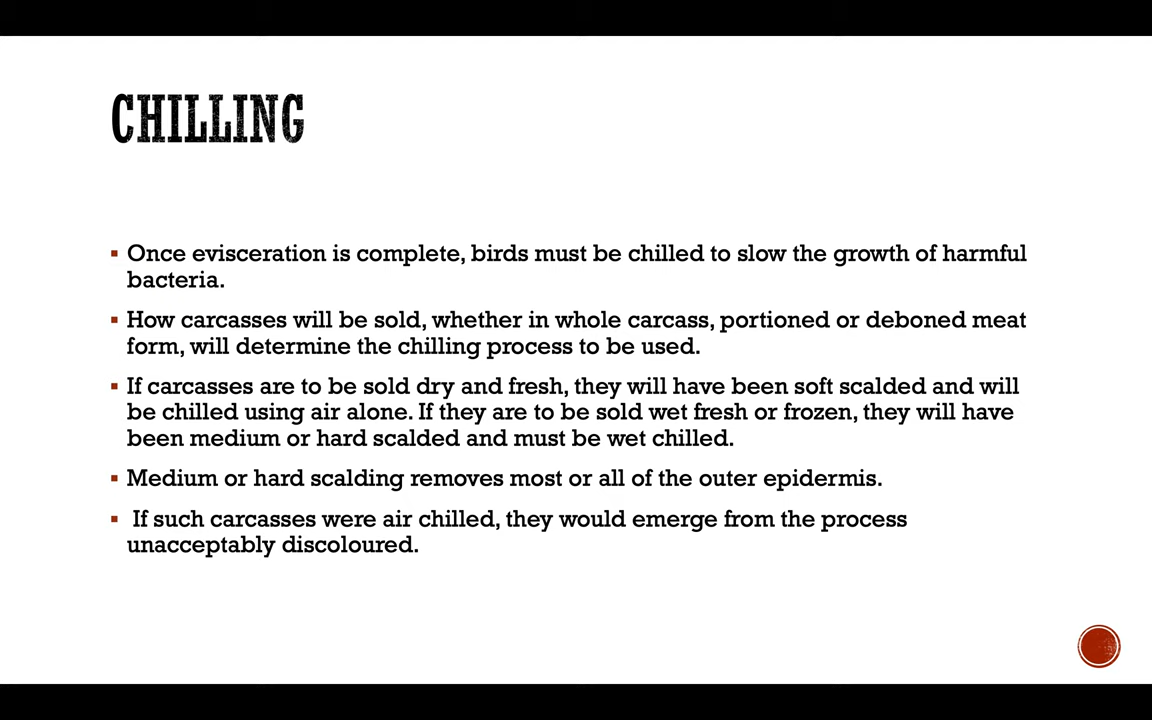 CHILLING
▪ Once evisceration is complete, birds must be chilled to slow the growth of harmful
bacteria.
▪ How carcasses will be sold, whether in whole carcass, portioned or deboned meat
form, will determine the chilling process to be used.
▪ If carcasses are to be sold dry and fresh, they will have been soft scalded and will
be chilled using air alone. If they are to be sold wet fresh or frozen, they will have
been medium or hard scalded and must be wet chilled.
▪ Medium or hard scalding removes most or all of the outer epidermis.
▪ If such carcasses were air chilled, they would emerge from the process
unacceptably discoloured.